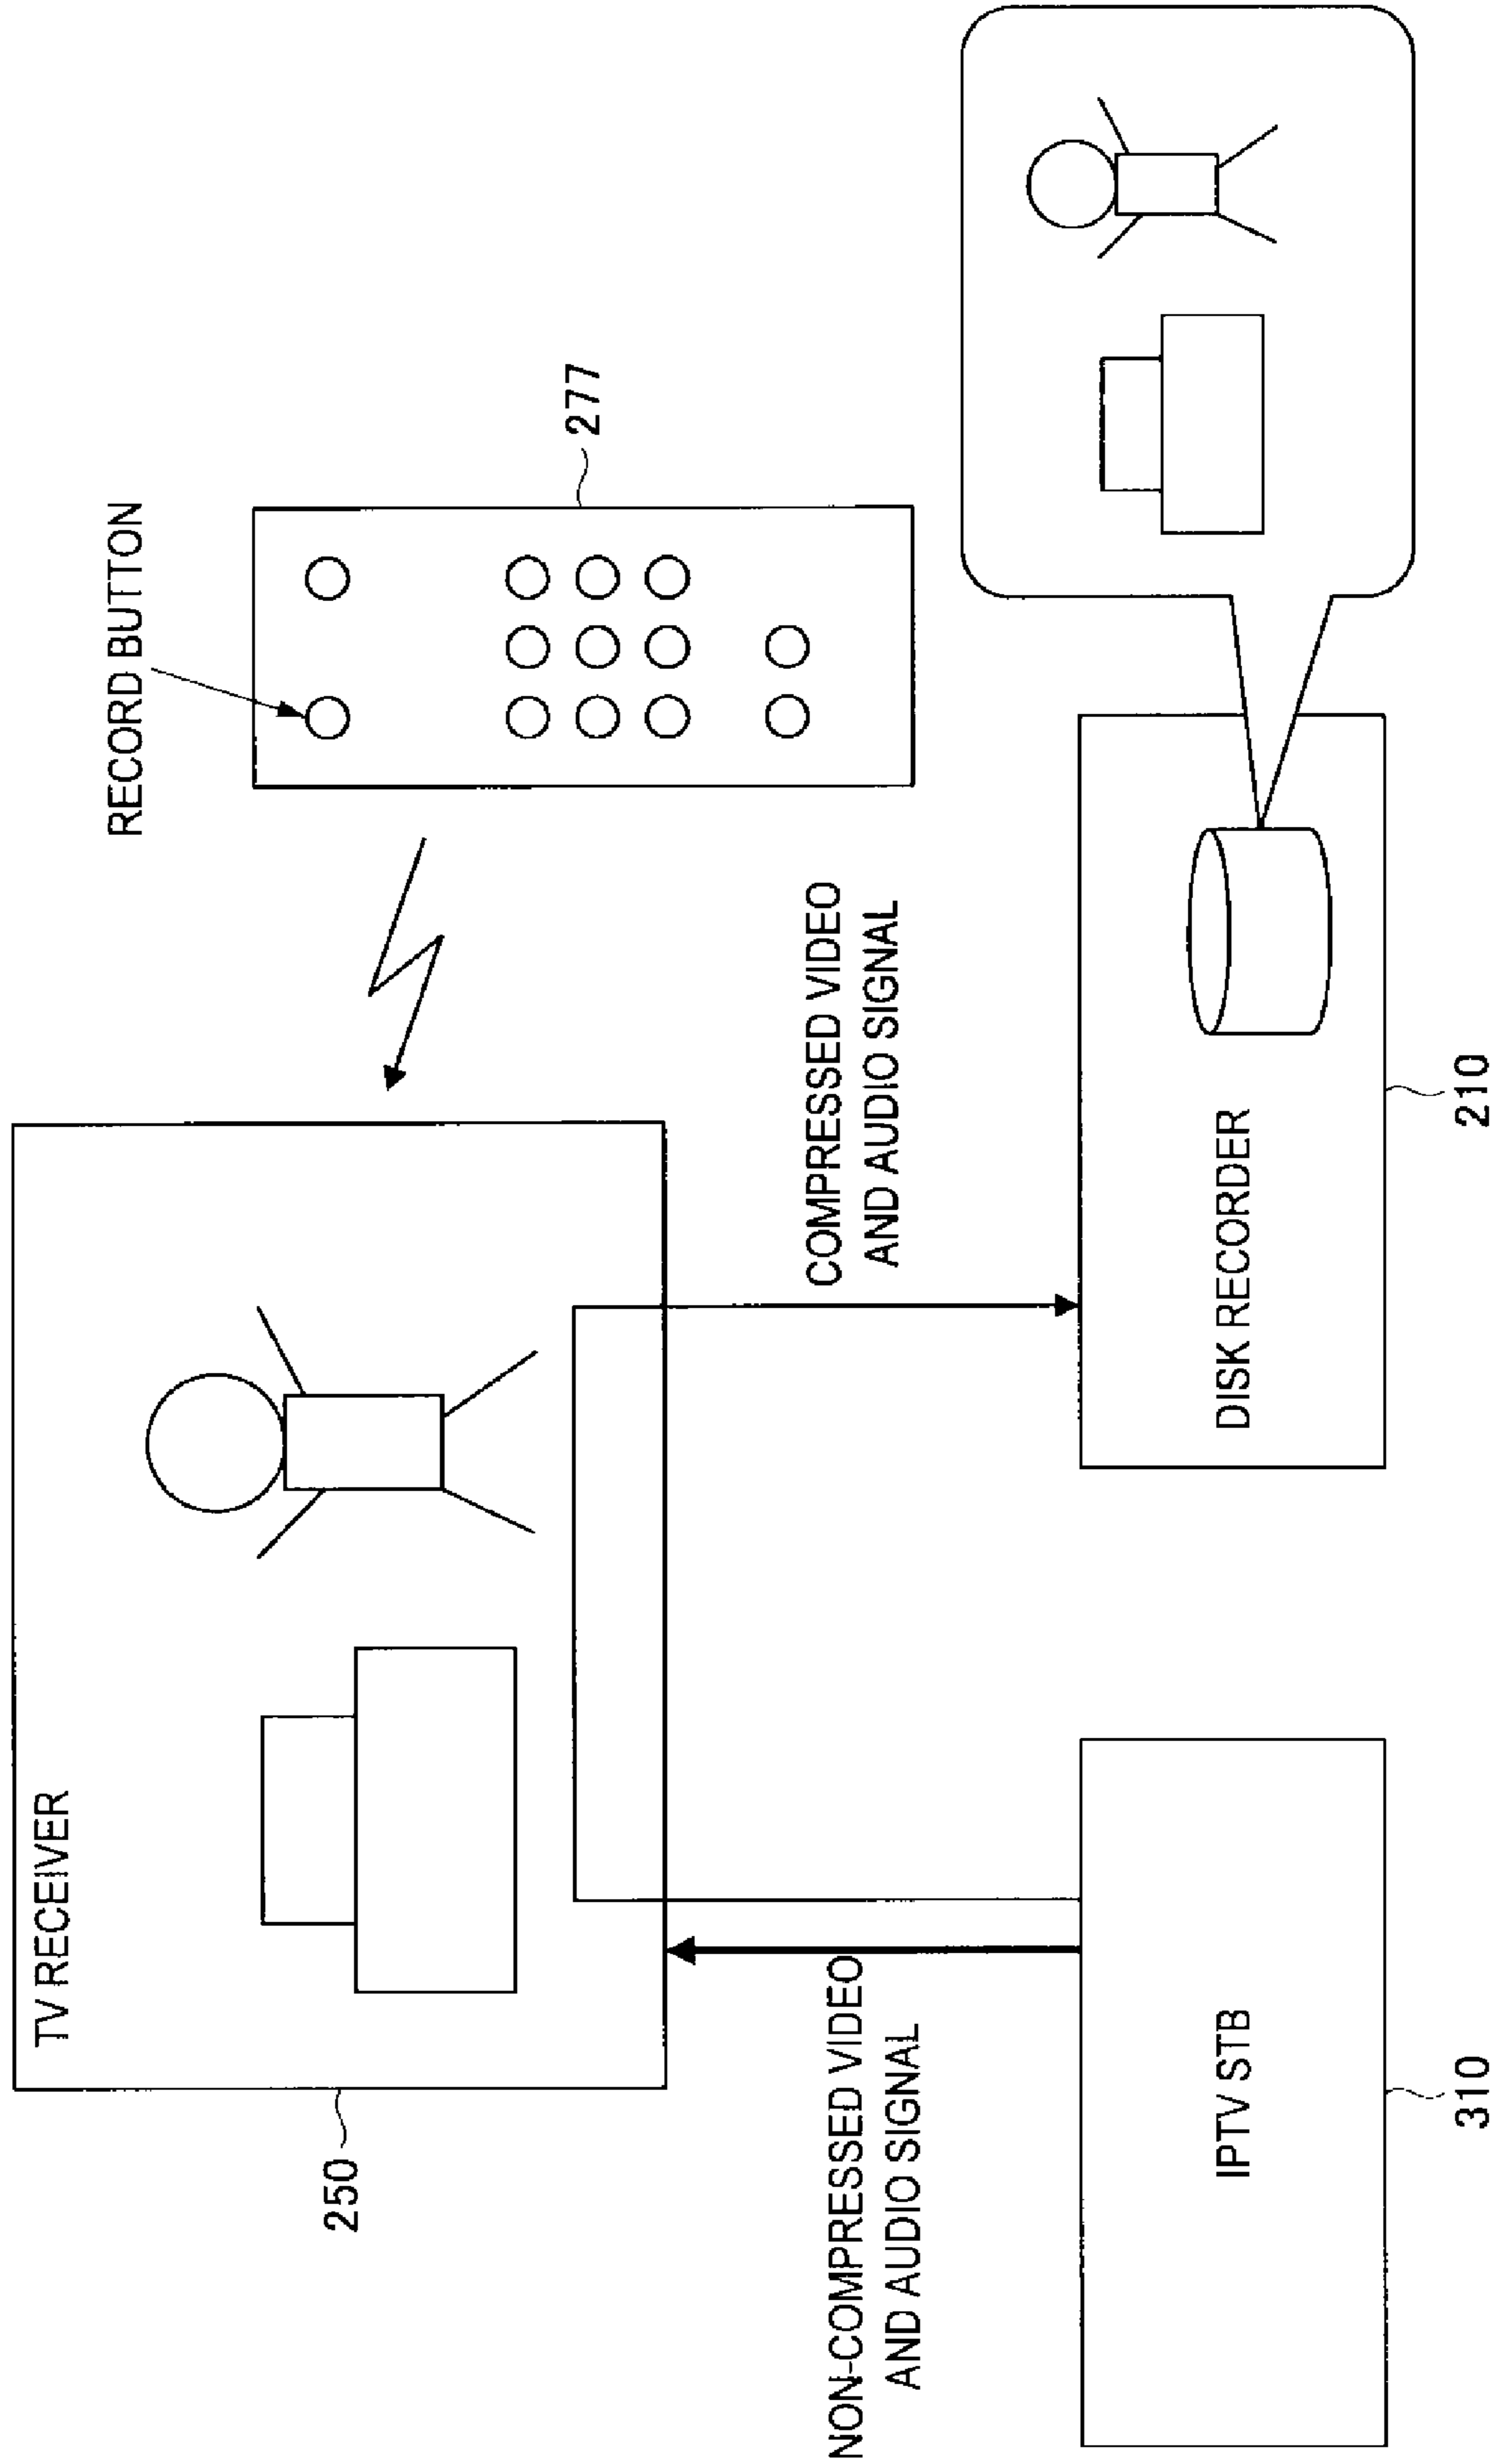 TV RECEIVER
250
RECORD BUTTON
277
NON-COMPRESSED VIDEO
AND AUDIO SIGNAL
COMPRESSED VIDEO
AND AUDIO SIGNAL
IPTV STB
310
DISK RECORDER
210